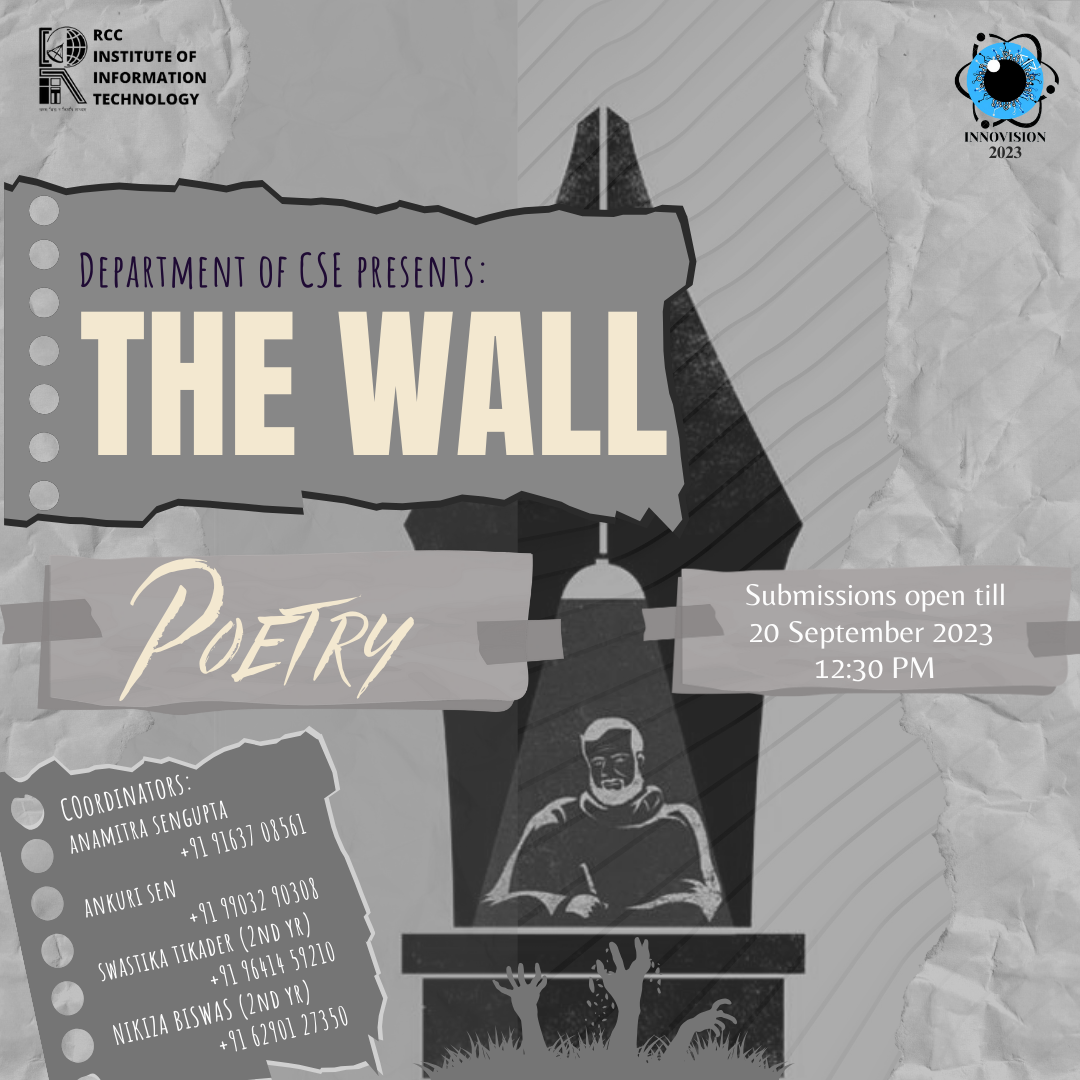 RCC
INSTITUTE OF
INFORMATION
TECHNOLOGY
INNOVISION
2023
DEPARTMENT OF CSE PRESENTS:
THE WALL
POETRY
Submissions open till
20 September 2023
12:30 PM
COORDINATORS:
ANAMITRA SENGUPTA
+91 91637 08561
ANKURI SEN
+91 99032 90308
SWASTIKA TIKADER (2ND YR)
+91 96414 59210
NIKIZA BISWAS (2ND YR)
+91 62901 27350